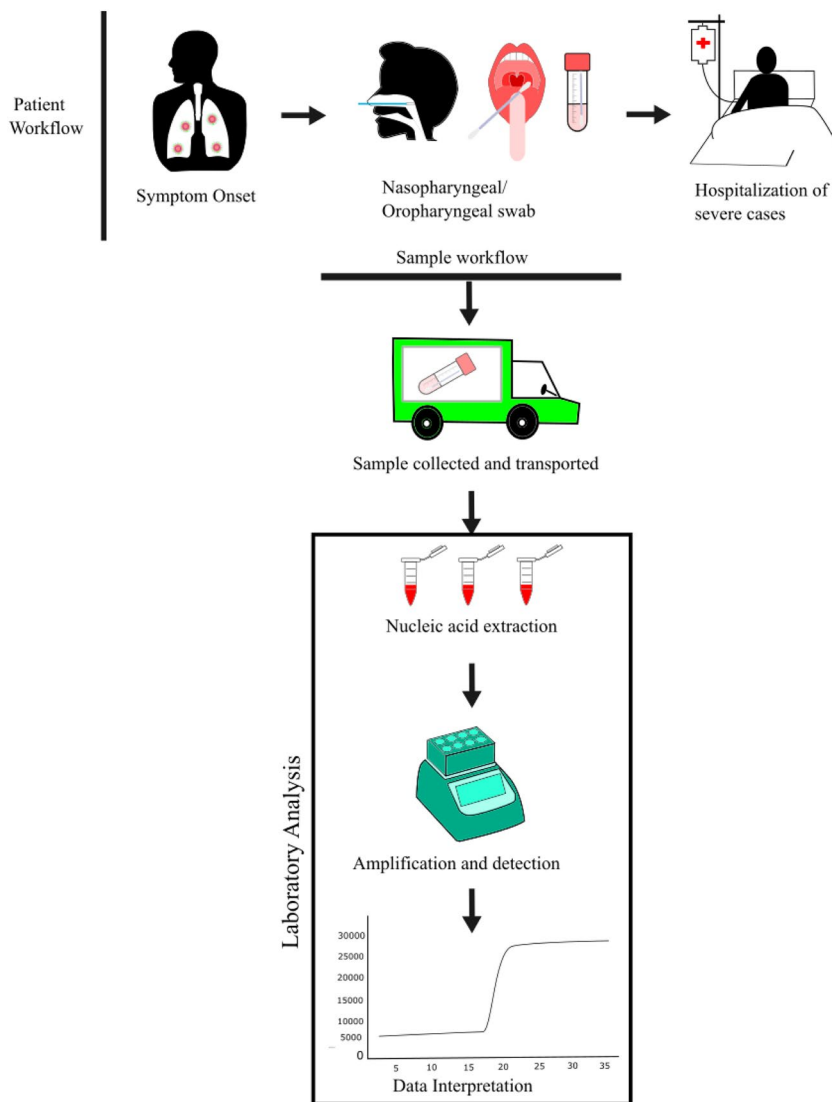 Patient
Workflow
Symptom Onset
Nasopharyngeal/
Oropharyngeal swab
Hospitalization of
severe cases
Sample workflow
Sample collected and transported
Laboratory Analysis
Nucleic acid extraction
Amplification and detection
30000
25000
20000
15000
10000
5000
0
5 10 15 20 25 30 35
Data Interpretation